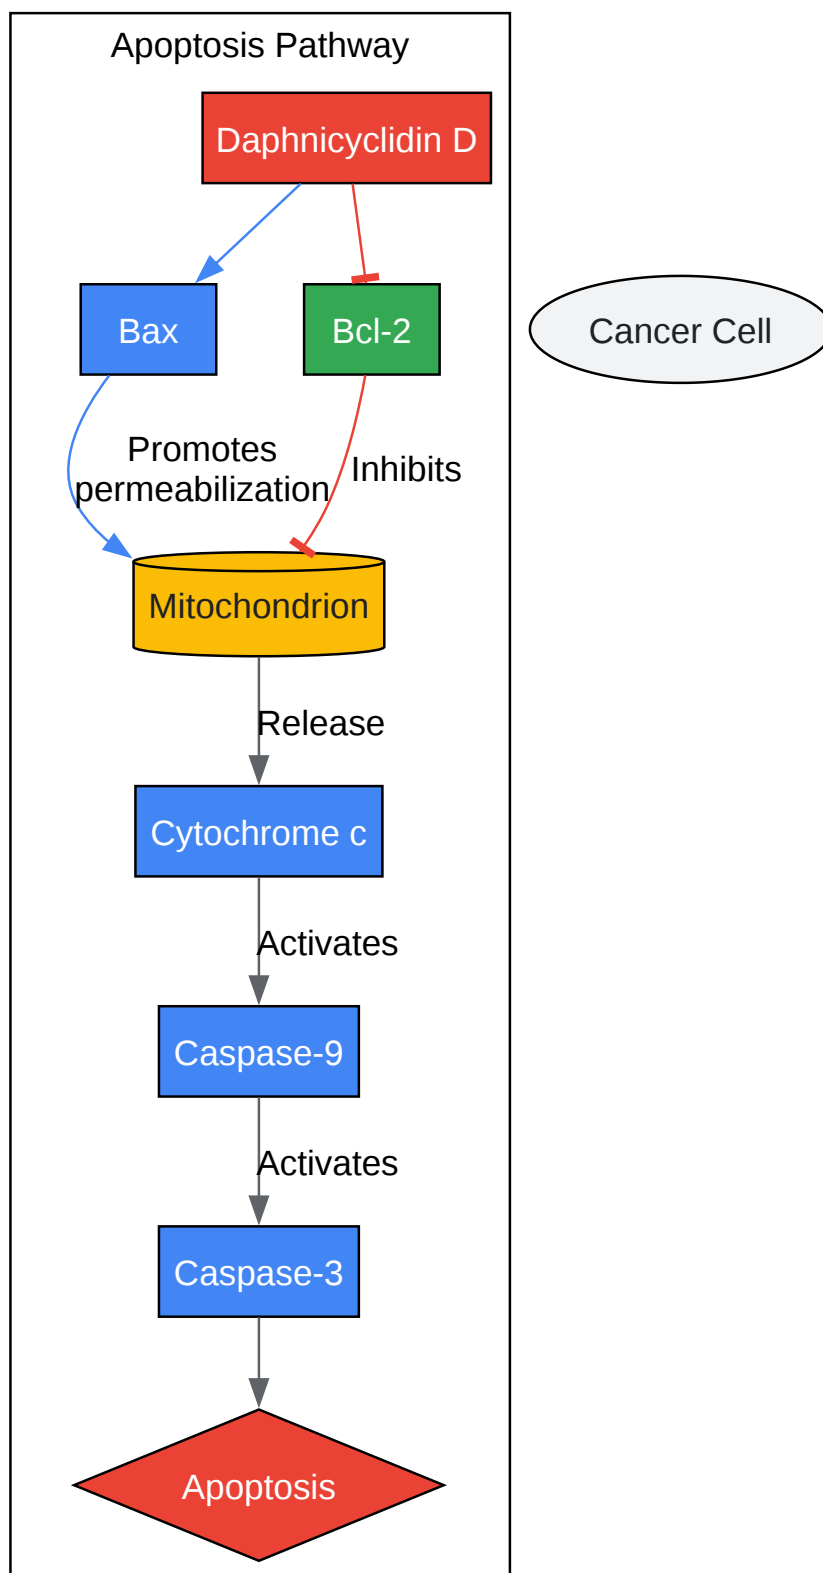 Apoptosis Pathway
Daphnicyclidin D
Bax
Bcl-2
Cancer Cell
Promotes
permeabilization
Inhibits
Mitochondrion
Release
Cytochrome c
Activates
Caspase-9
Activates
Caspase-3
Apoptosis